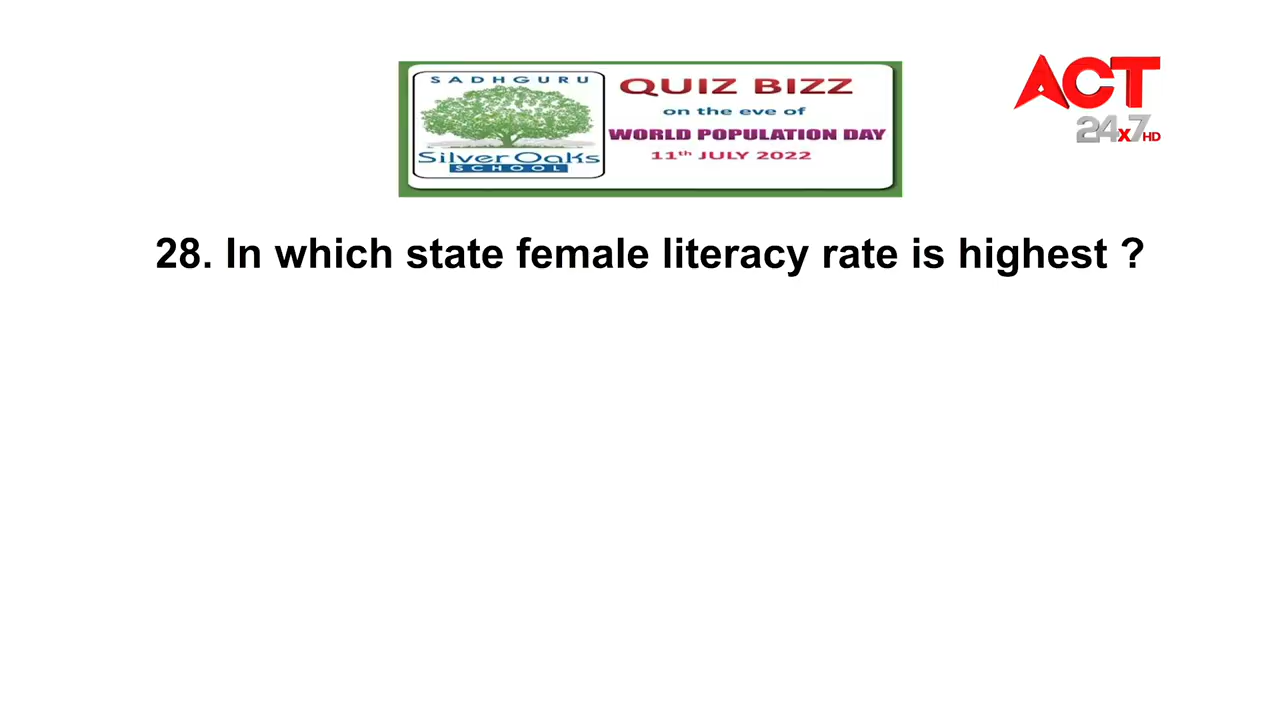 SADHGURU
Silver Oaks
SCHOOL
QUIZ BIZZ
on the eve of
WORLD POPULATION DAY
11th JULY 2022
ACT
24x7 HD
28. In which state female literacy rate is highest ?